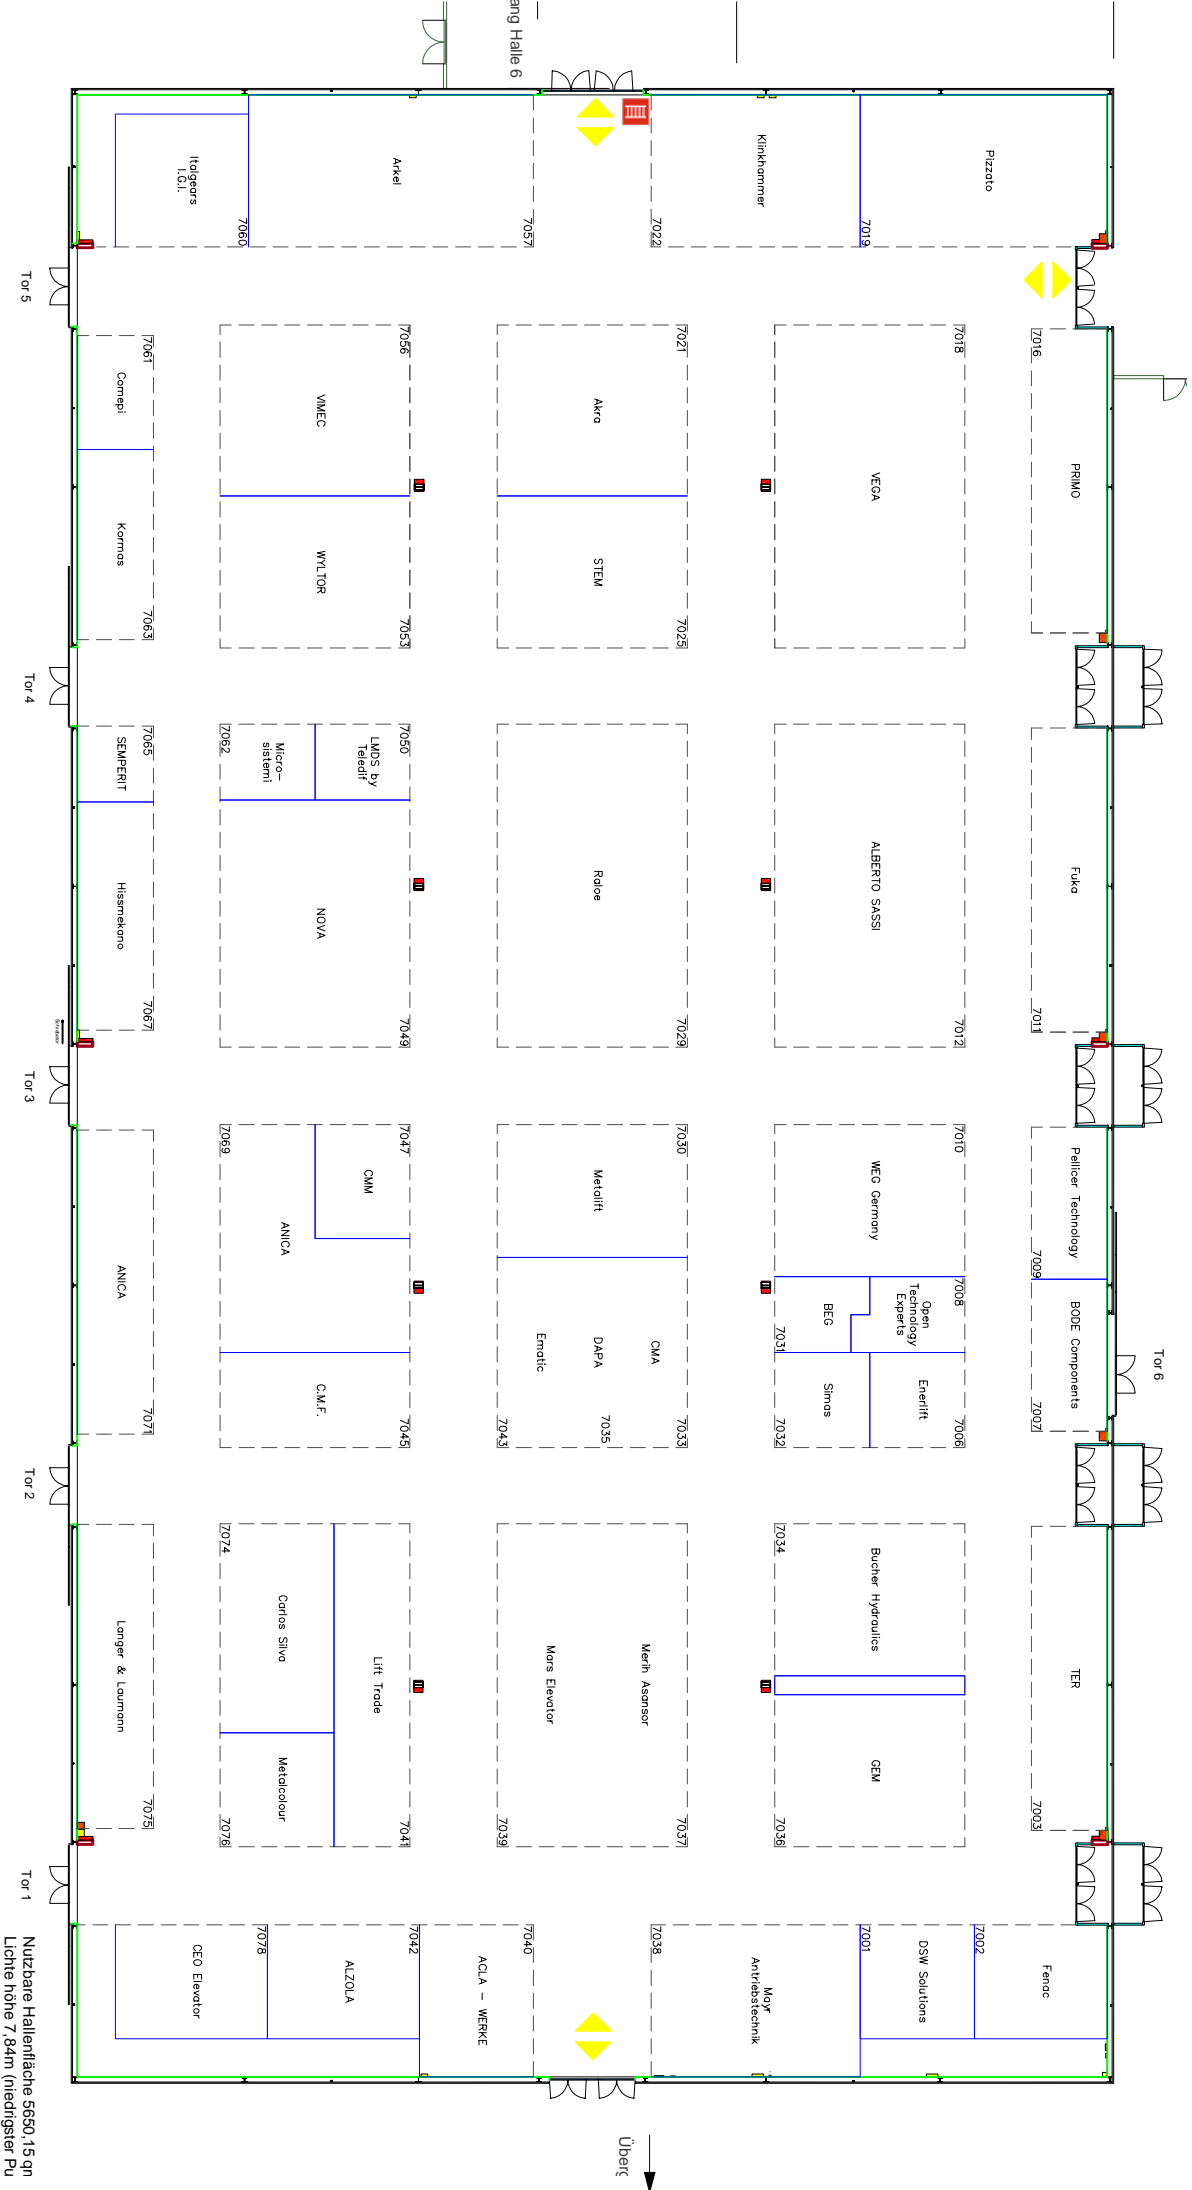 ang Halle 6
Italgears
I.G.I.
7060
Arkel
7057
7022
Klinkhammer
7019
Pizzato
Tor 5
7061
Comepi
Kormas
7063
7056
VIMEC
WYLTOR
7053
7021
Akra
STEM
7025
7018
VEGA
7016
PRIMO
Tor 4
7065
SEMPERIT
Hissmekano
7067
7062
Micro-
sistemi
7050
LMDS by
Teledif
NOVA
7049
Raloe
7029
ALBERTO SASSI
7012
Fuka
7011
Tor 3
ANICA
7071
7069
ANICA
7047
CMM
C.M.F.
7045
7030
Metalift
Ematic
DAPA
CMA
7043
7035
7033
7010
WEG Germany
7008
Open
Technology
Experts
BEG
7031
Simas
7032
Enerlift
7006
Pellicer Technology
7009
BODE Components
7007
Tor 6
Tor 2
Langer & Laumann
7075
7074
Carlos Silva
Lift Trade
Metalcolour
7076
7041
Mars Elevator
Merih Asansor
7039
7037
7034
Bucher Hydraulics
GEM
7036
TER
7003
Tor 1
7078
CEO Elevator
7042
ALZOLA
7040
ACLA - WERKE
7038
Mayr
Antriebstechnik
7001
DSW Solutions
7002
Fenac
Nutzbare Hallenfläche 5650,15 qm
Lichte höhe 7,84m (niedrigster Pu
Überg